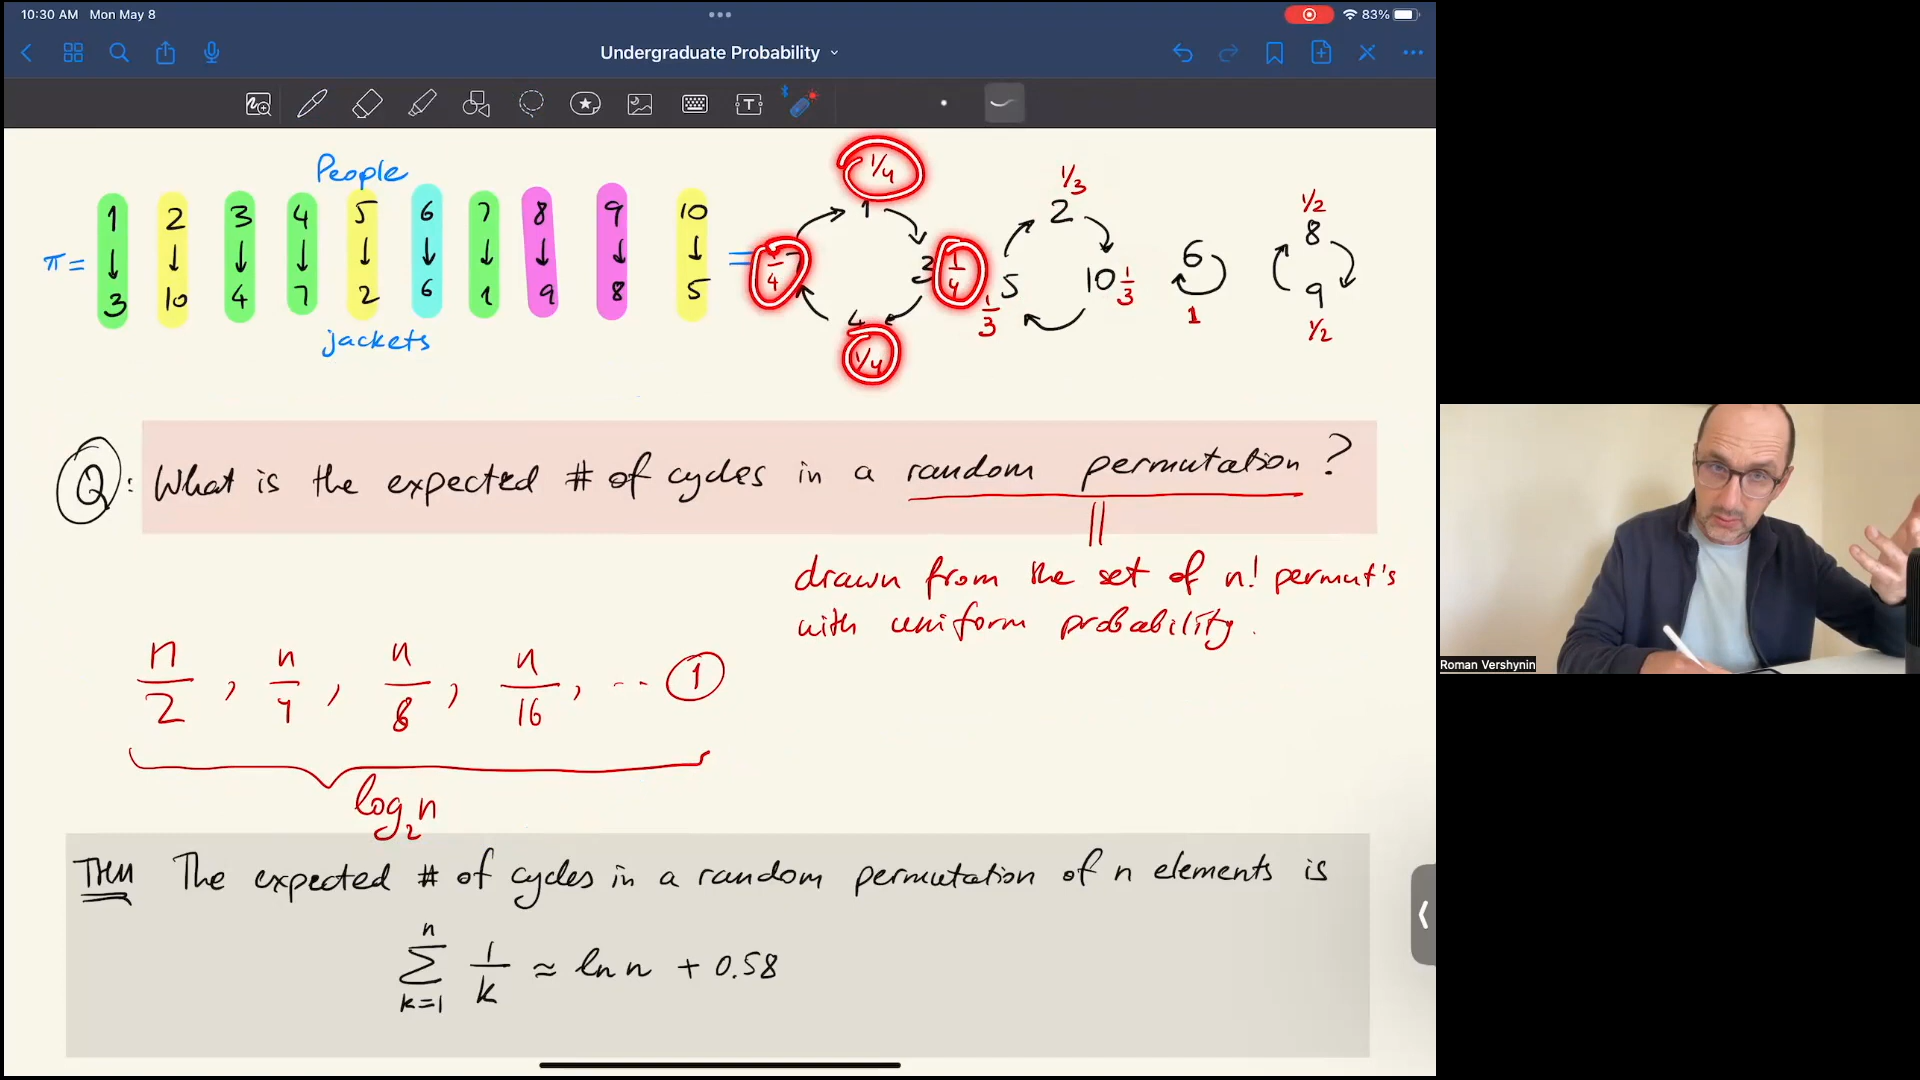 10:30 AM Mon May 8
83%
Undergraduate Probability
People
1 2 3 4 5 6 7 8 9 10
π =
3 10 4 7 2 6 1 9 8 5
jackets
=
1/4
1
1/4
3
1/4
4
1/4
1/3
2
10 1/3
5
1/3
6
1
1/2
8
9
1/2
Q: What is the expected # of cycles in a random permutation?
||
drawn from the set of n! permut's
with uniform probability.
n/2, n/4, n/8, n/16, ... 1
log₂n
THM The expected # of cycles in a random permutation of n elements is
∑ₖ₌₁ⁿ 1/k ≈ ln n + 0.58
Roman Vershynin